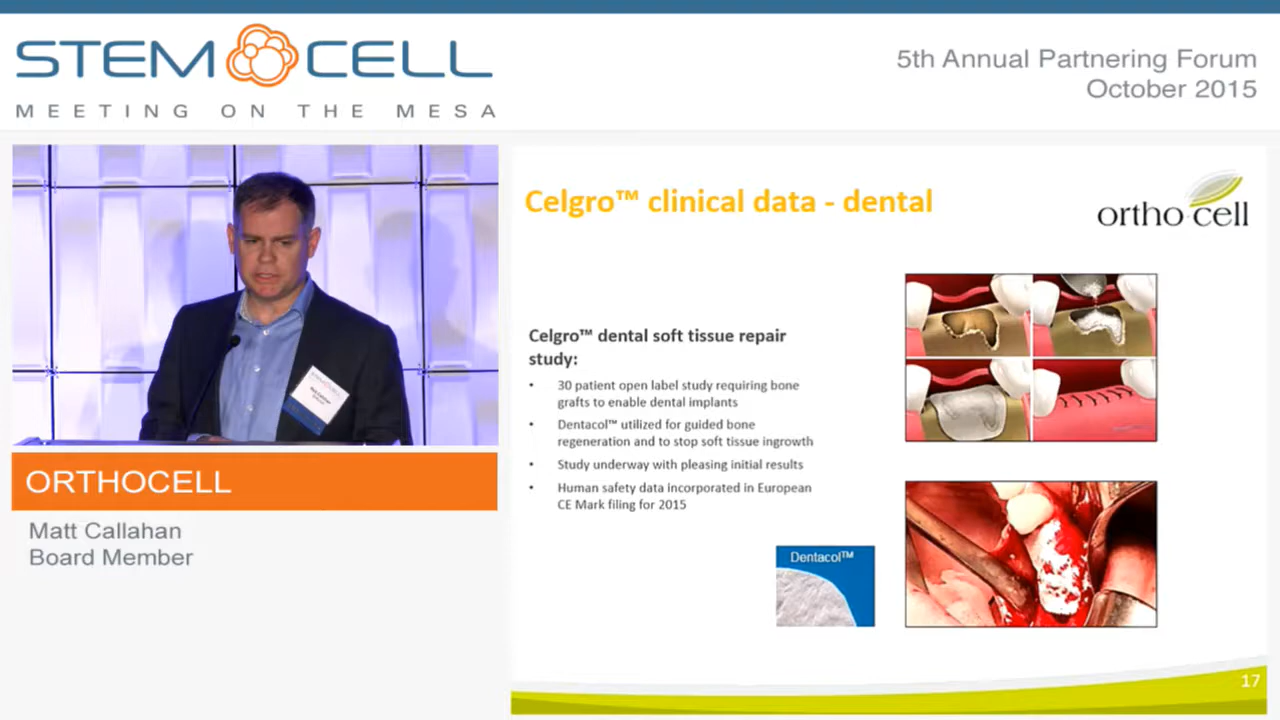 STEM CELL
MEETING ON THE MESA
5th Annual Partnering Forum
October 2015
ORTHOCELL
Matt Callahan
Board Member
Celgro™ clinical data - dental
ortho cell
Celgro™ dental soft tissue repair
study:
• 30 patient open label study requiring bone
grafts to enable dental implants
• Dentacol™ utilized for guided bone
regeneration and to stop soft tissue ingrowth
• Study underway with pleasing initial results
• Human safety data incorporated in European
CE Mark filing for 2015
Dentacol™
17